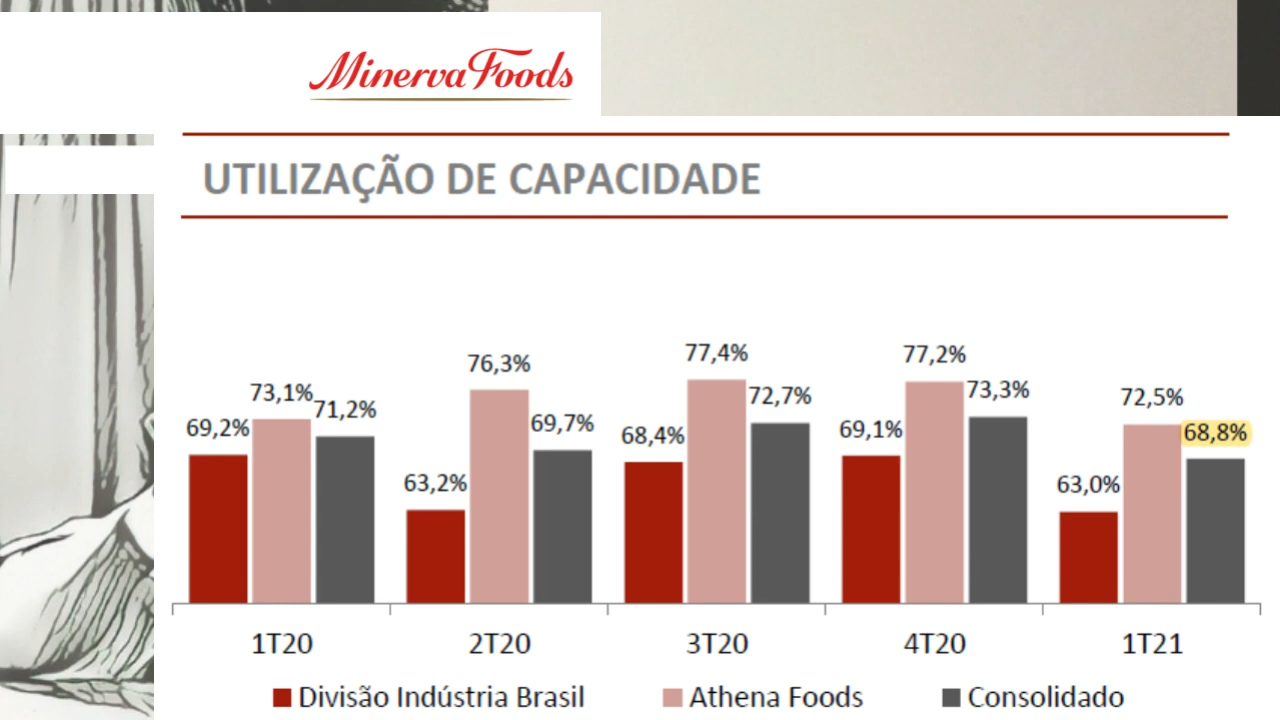 Minerva Foods
UTILIZAÇÃO DE CAPACIDADE
69,2% 73,1% 71,2% 63,2% 76,3% 69,7% 68,4% 77,4% 72,7% 69,1% 77,2% 73,3% 63,0% 72,5% 68,8%
1T20 2T20 3T20 4T20 1T21
Divisão Indústria Brasil Athena Foods Consolidado